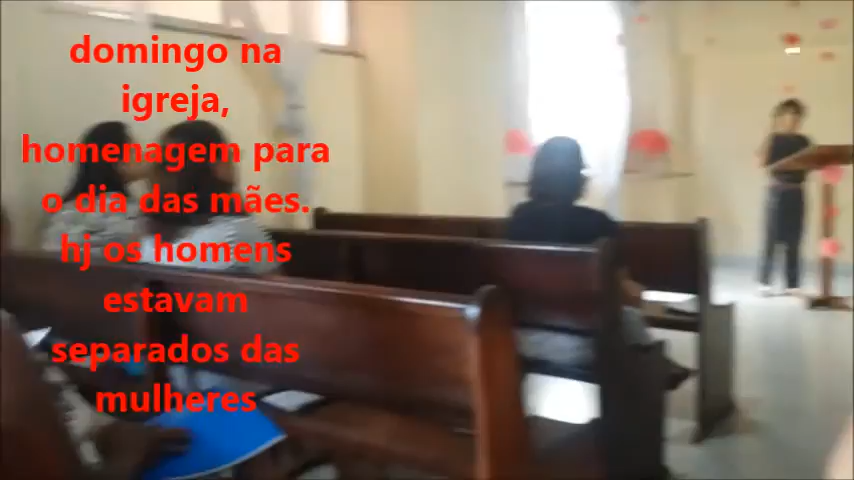 domingo na
igreja,
homenagem para
o dia das mães.
hj os homens
estavam
separados das
mulheres